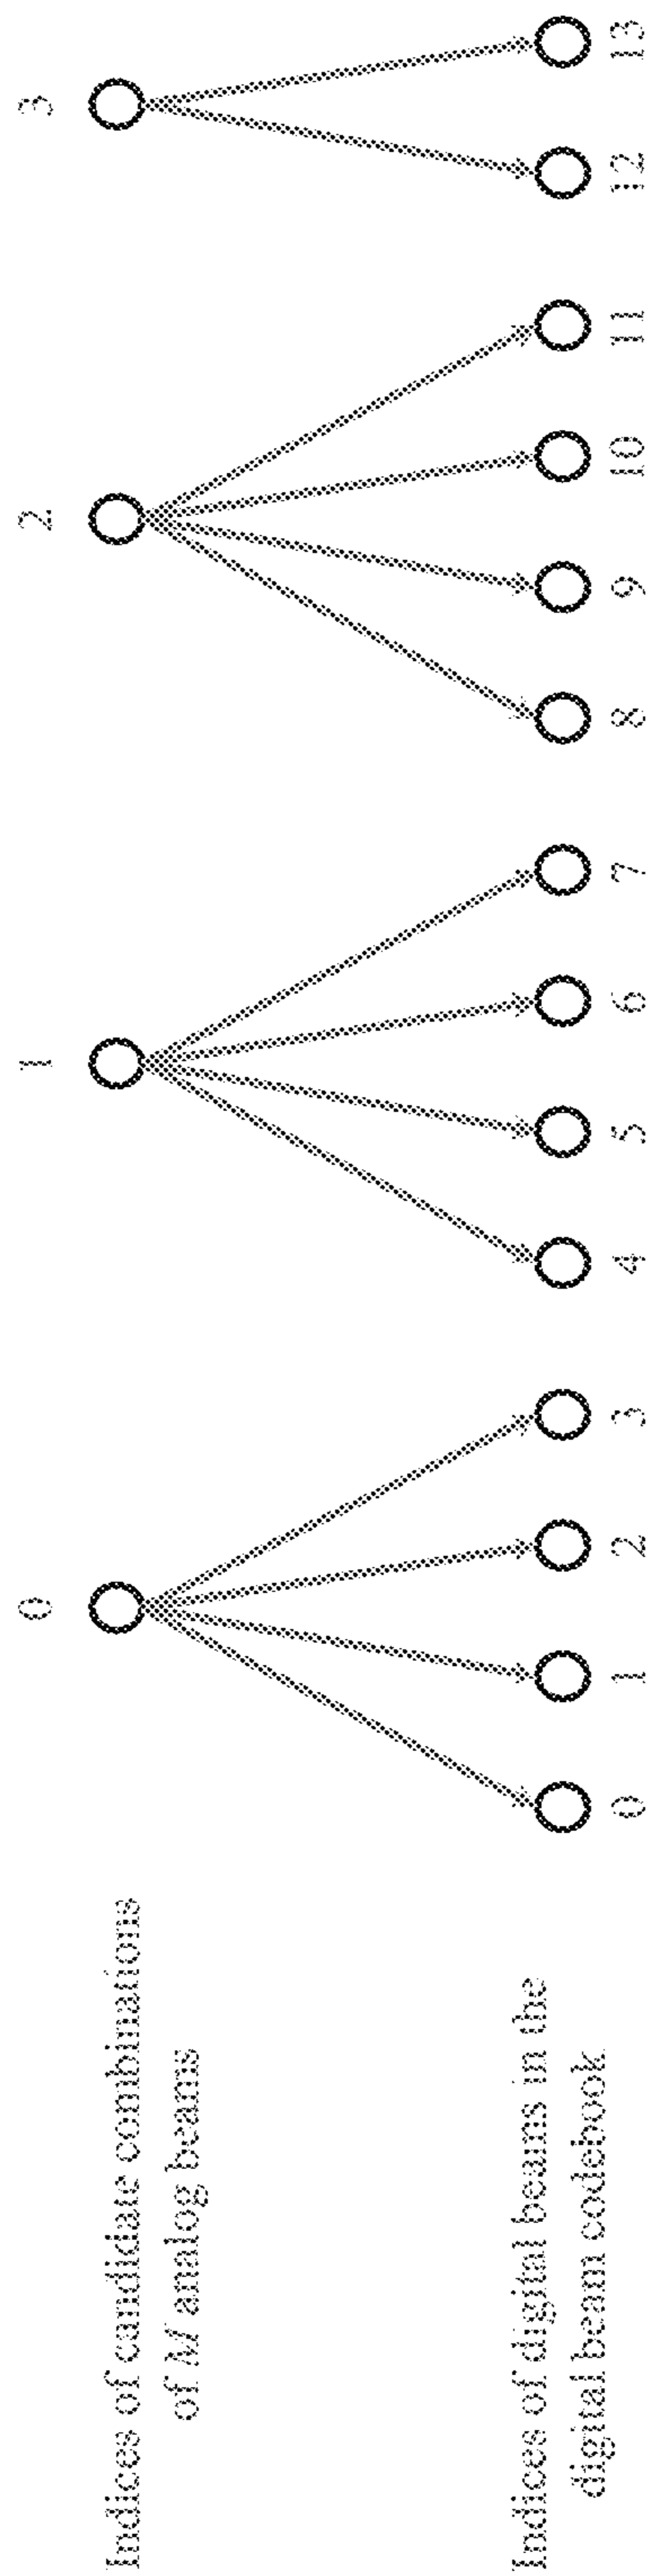 0 1 2 3
Indices of candidate combinations
of M analog beams
Indices of digital beams in the
digital beam codebook
0 1 2 3 4 5 6 7 8 9 10 11 12 13